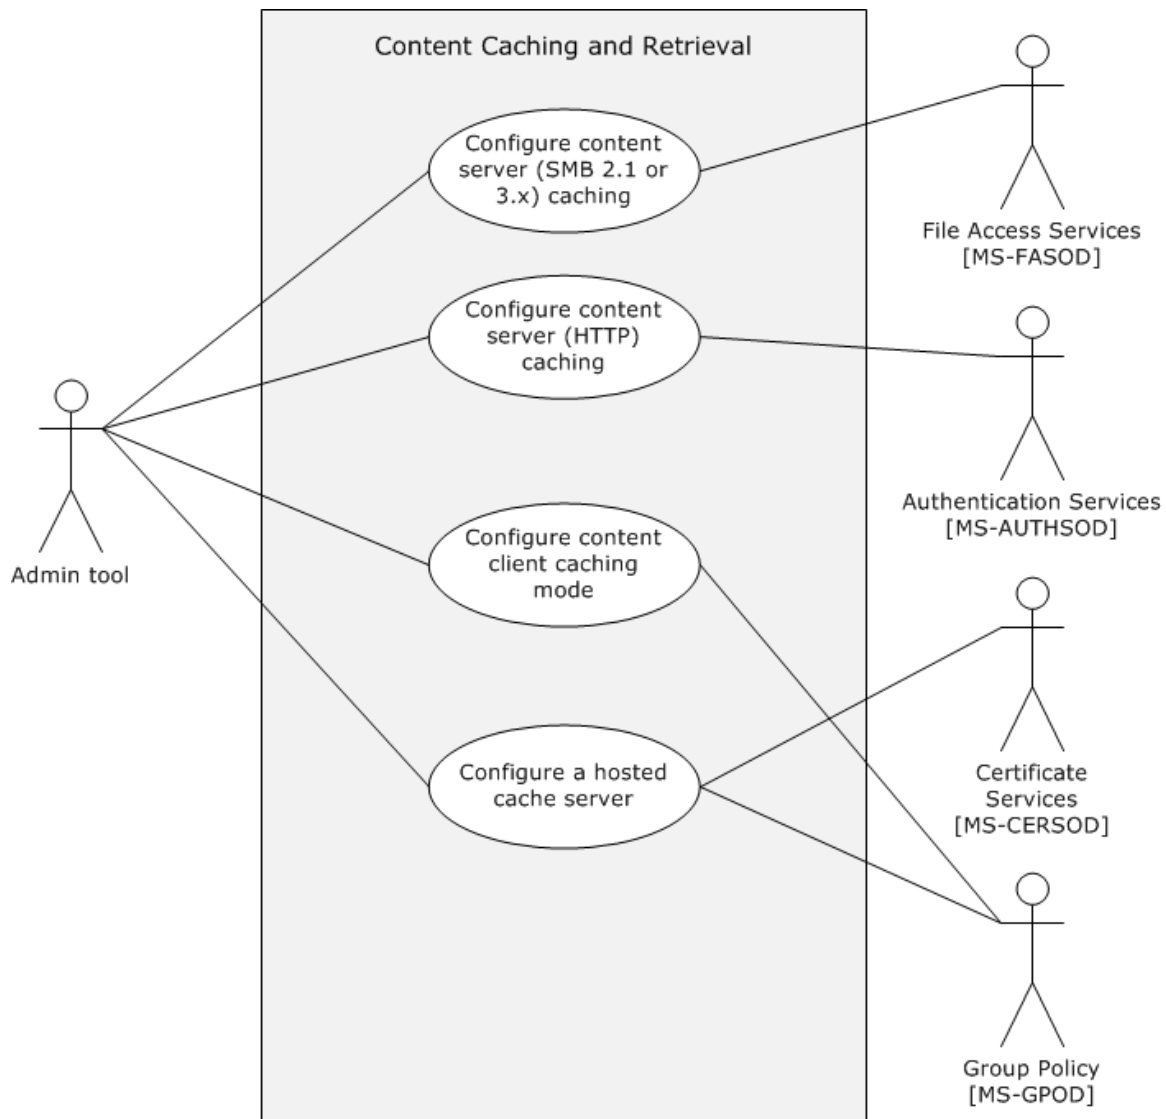 Content Caching and Retrieval
Configure content
server (SMB 2.1 or
3.x) caching
File Access Services
[MS-FASOD]
Configure content
server (HTTP)
caching
Authentication Services
[MS-AUTHSOD]
Admin tool
Configure content
client caching
mode
Configure a hosted
cache server
Certificate
Services
[MS-CERSOD]
Group Policy
[MS-GPOD]